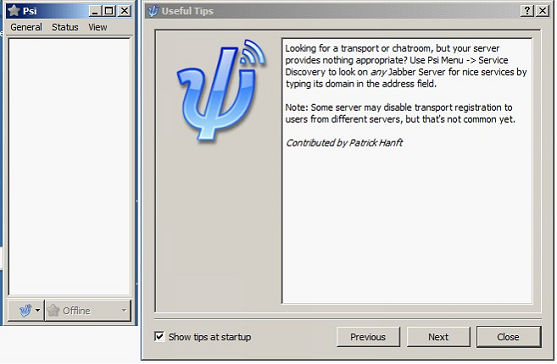 Psi
General Status View
Offline
Useful Tips
Looking for a transport or chatroom, but your server
provides nothing appropriate? Use Psi Menu -> Service
Discovery to look on any Jabber Server for nice services by
typing its domain in the address field.
Note: Some server may disable transport registration to
users from different servers, but that's not common yet.
Contributed by Patrick Hanft
Show tips at startup
Previous Next Close